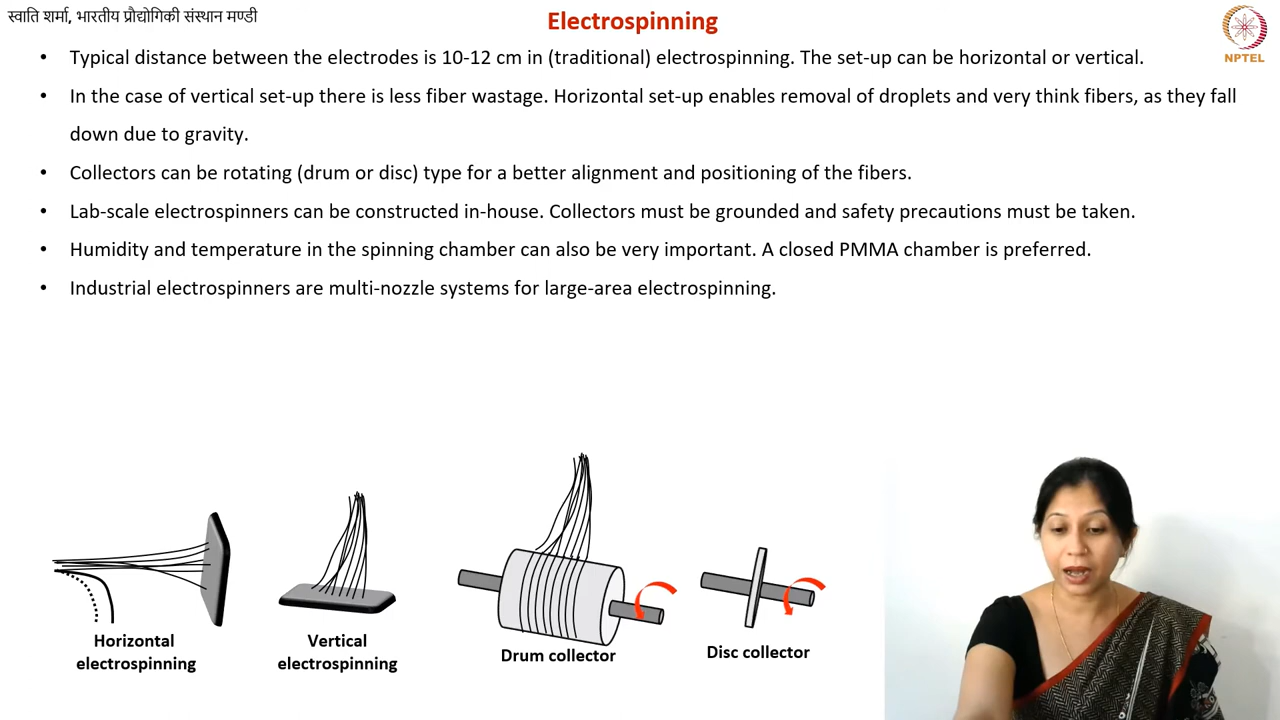 स्वाति शर्मा, भारतीय प्रौद्योगिकी संस्थान मण्डी
Electrospinning
NPTEL
• Typical distance between the electrodes is 10-12 cm in (traditional) electrospinning. The set-up can be horizontal or vertical.
• In the case of vertical set-up there is less fiber wastage. Horizontal set-up enables removal of droplets and very think fibers, as they fall
down due to gravity.
• Collectors can be rotating (drum or disc) type for a better alignment and positioning of the fibers.
• Lab-scale electrospinners can be constructed in-house. Collectors must be grounded and safety precautions must be taken.
• Humidity and temperature in the spinning chamber can also be very important. A closed PMMA chamber is preferred.
• Industrial electrospinners are multi-nozzle systems for large-area electrospinning.
Horizontal
electrospinning
Vertical
electrospinning
Drum collector
Disc collector